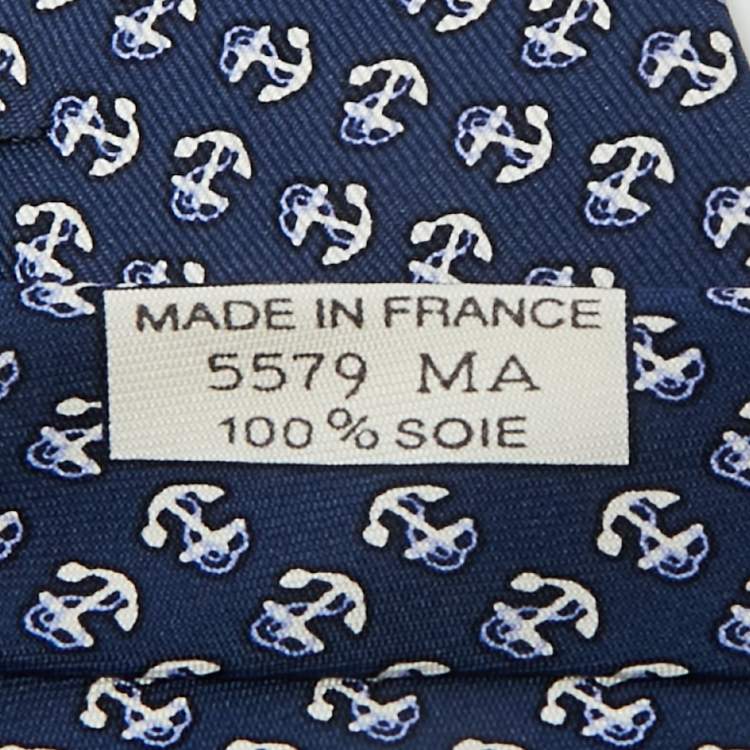 MADE IN FRANCE
5579 MA
100% SOIE